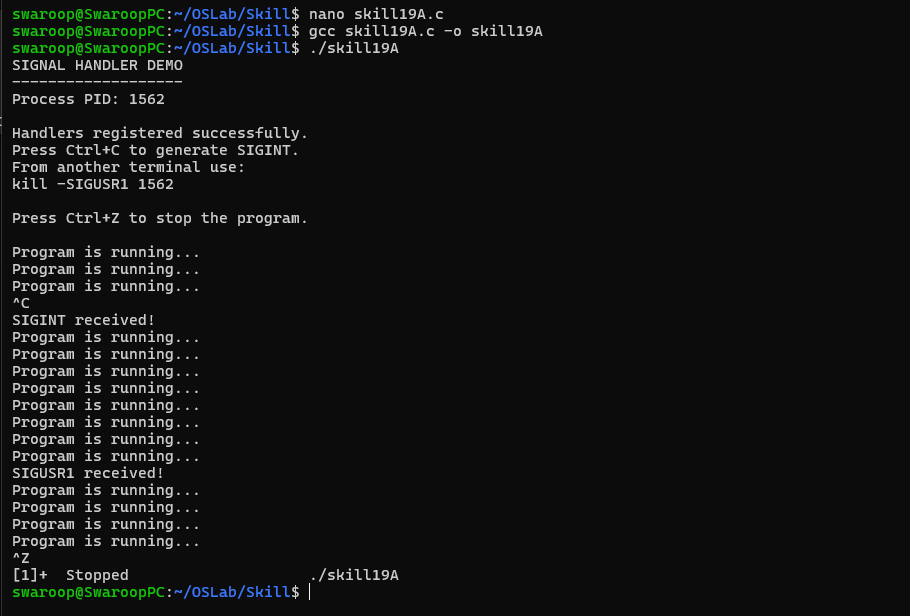 swaroop@SwaroopPC:~/OSLab/Skill$ nano skill19A.c
swaroop@SwaroopPC:~/OSLab/Skill$ gcc skill19A.c -o skill19A
swaroop@SwaroopPC:~/OSLab/Skill$ ./skill19A
SIGNAL HANDLER DEMO
-------------------
Process PID: 1562
Handlers registered successfully.
Press Ctrl+C to generate SIGINT.
From another terminal use:
kill -SIGUSR1 1562
Press Ctrl+Z to stop the program.
Program is running...
Program is running...
Program is running...
^C
SIGINT received!
Program is running...
Program is running...
Program is running...
Program is running...
Program is running...
Program is running...
Program is running...
Program is running...
SIGUSR1 received!
Program is running...
Program is running...
Program is running...
Program is running...
^Z
[1]+  Stopped                    ./skill19A
swaroop@SwaroopPC:~/OSLab/Skill$